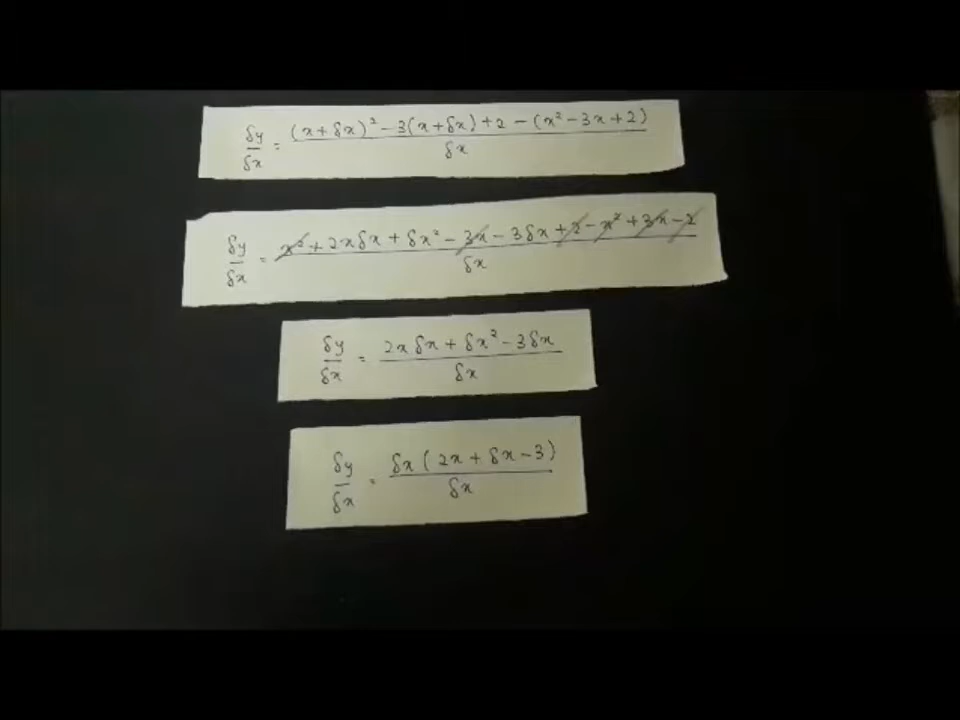 δy/δx = ((x+δx)² − 3(x+δx) + 2 − (x² − 3x + 2))/δx
δy/δx = (x² + 2xδx + δx² − 3x − 3δx + 2 − x² + 3x − 2)/δx
δy/δx = (2xδx + δx² − 3δx)/δx
δy/δx = δx(2x + δx − 3)/δx